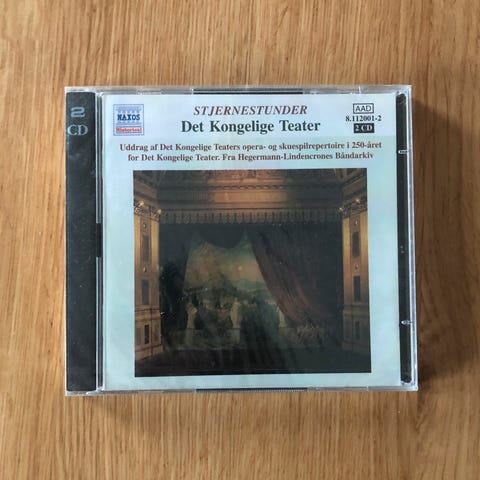 2
CD
NAXOS
Historical
STJERNESTUNDER
Det Kongelige Teater
AAD
8.112001-2
2 CD
Uddrag af Det Kongelige Teaters opera- og skuespilrepertoire i 250-året
for Det Kongelige Teater. Fra Hegermann-Lindencrones Båndarkiv